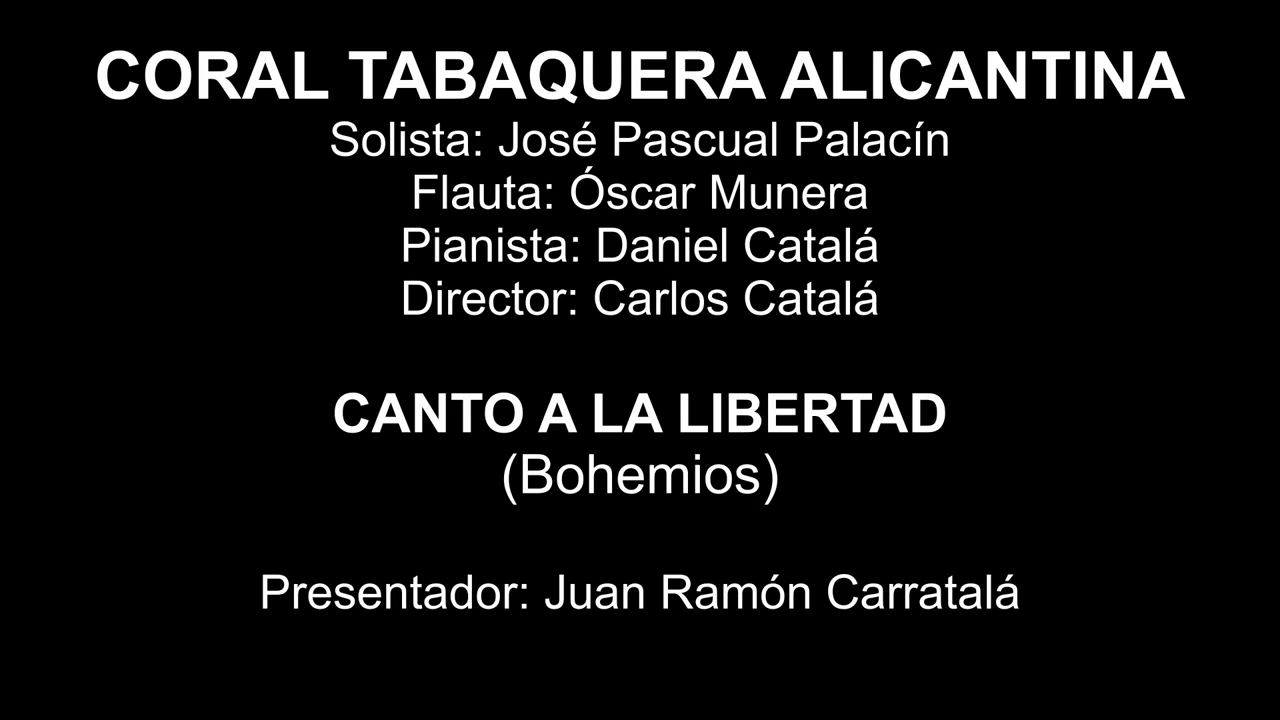 CORAL TABAQUERA ALICANTINA
Solista: José Pascual Palacín
Flauta: Óscar Munera
Pianista: Daniel Catalá
Director: Carlos Catalá
CANTO A LA LIBERTAD
(Bohemios)
Presentador: Juan Ramón Carratalá